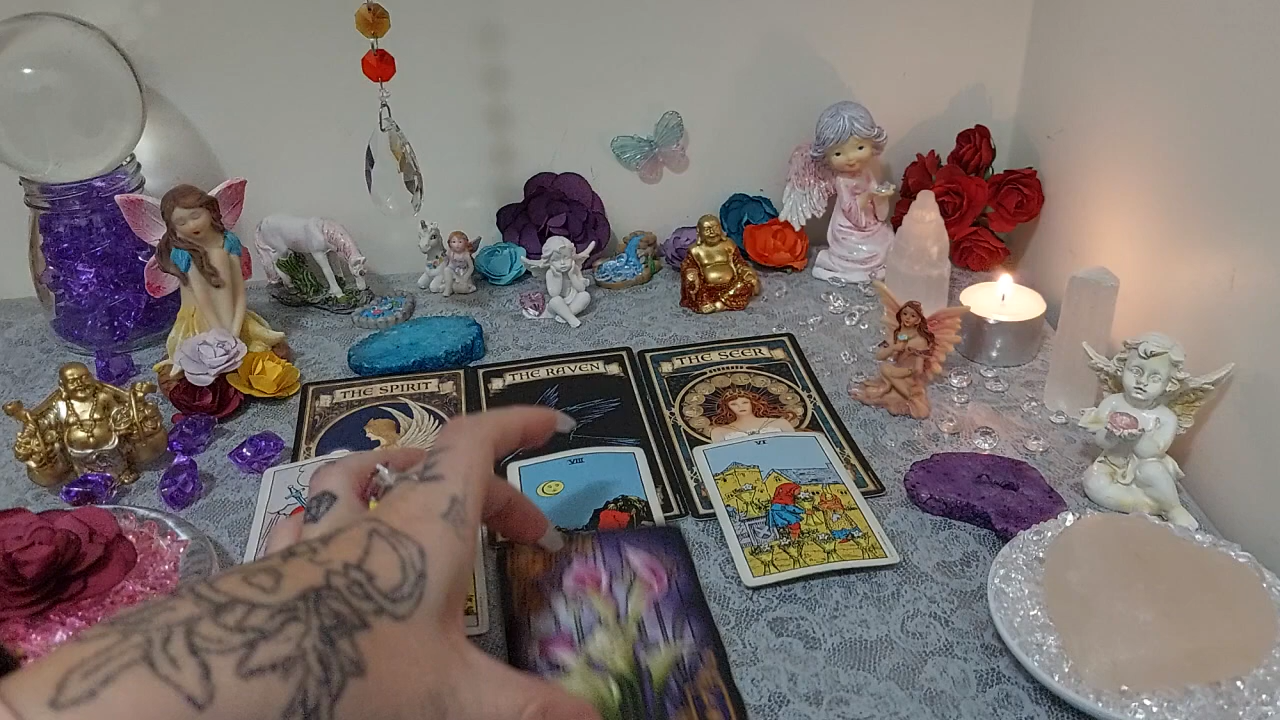 THE SPIRIT
THE RAVEN
THE SEER
VIII
VI